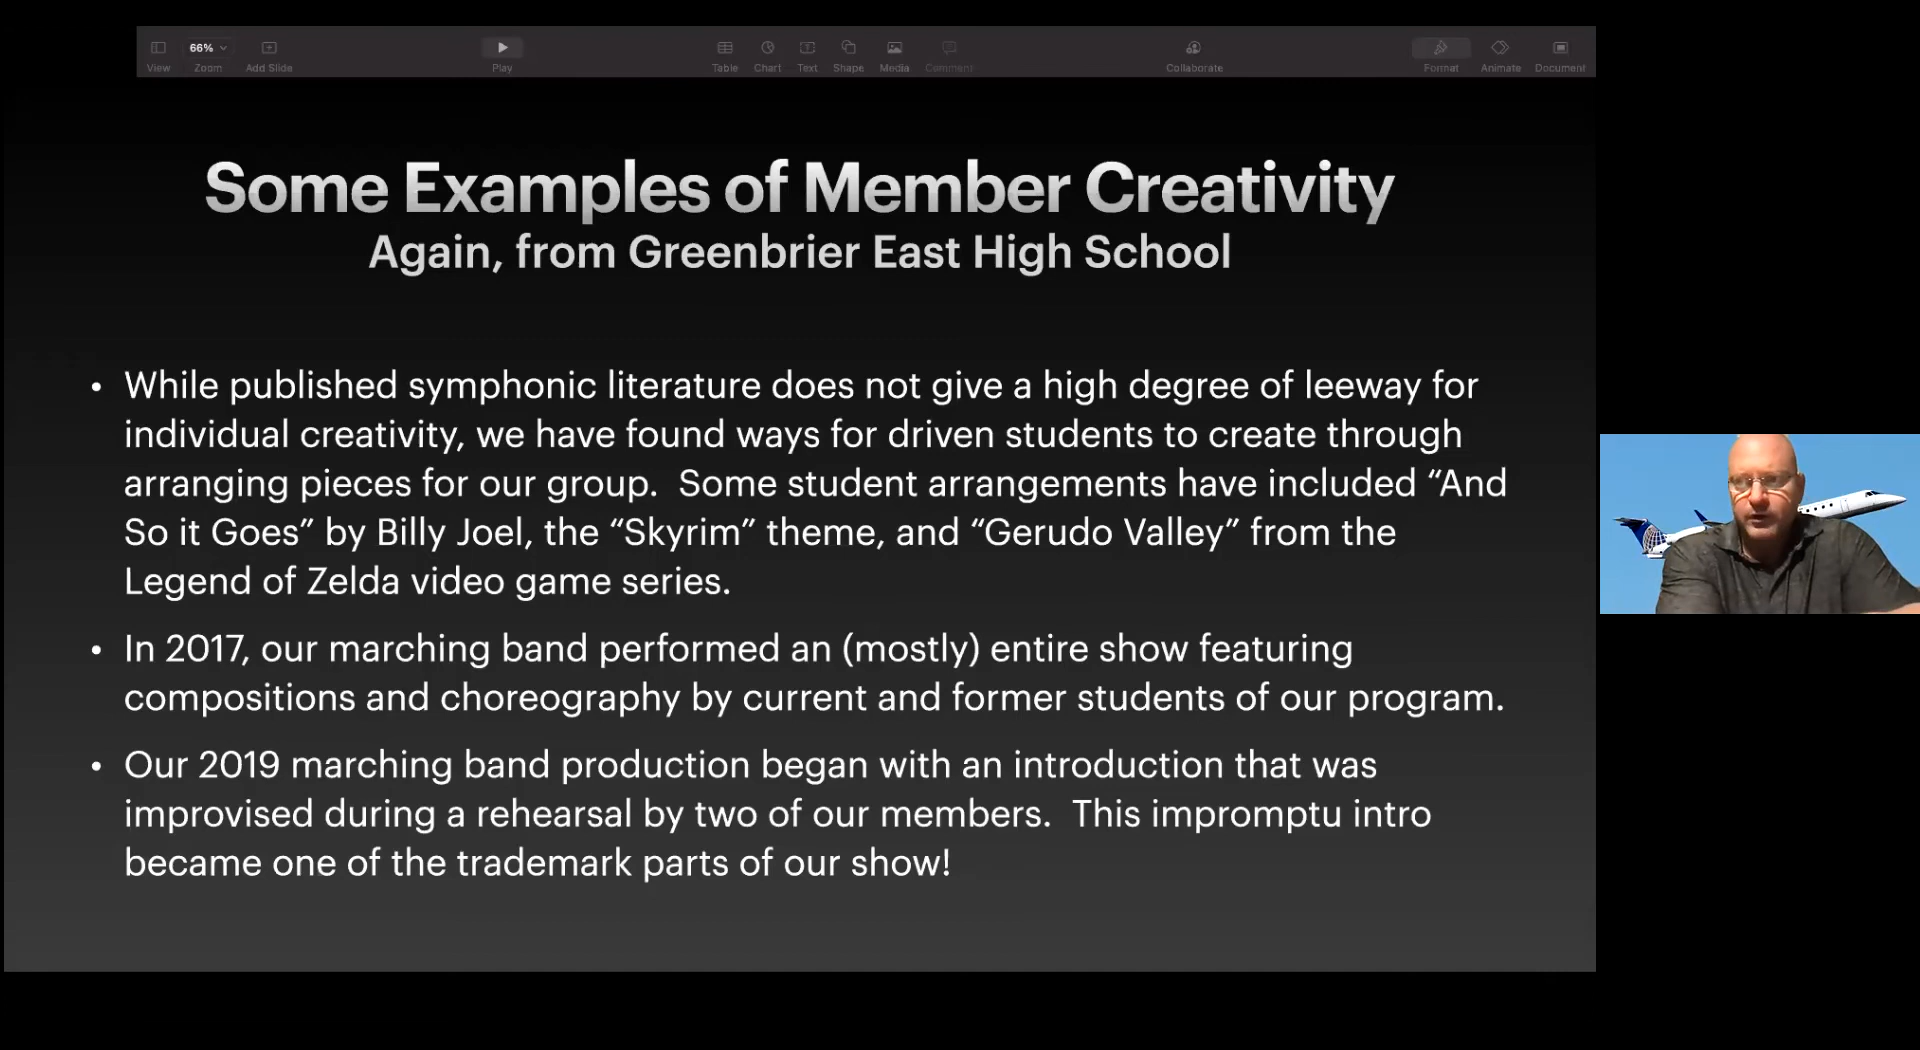 66%
View
Zoom
Add Slide
Play
Table
Chart
Text
Shape
Media
Comment
Collaborate
Format
Animate
Document
Some Examples of Member Creativity
Again, from Greenbrier East High School
• While published symphonic literature does not give a high degree of leeway for
individual creativity, we have found ways for driven students to create through
arranging pieces for our group.  Some student arrangements have included “And
So it Goes” by Billy Joel, the “Skyrim” theme, and “Gerudo Valley” from the
Legend of Zelda video game series.
• In 2017, our marching band performed an (mostly) entire show featuring
compositions and choreography by current and former students of our program.
• Our 2019 marching band production began with an introduction that was
improvised during a rehearsal by two of our members.  This impromptu intro
became one of the trademark parts of our show!